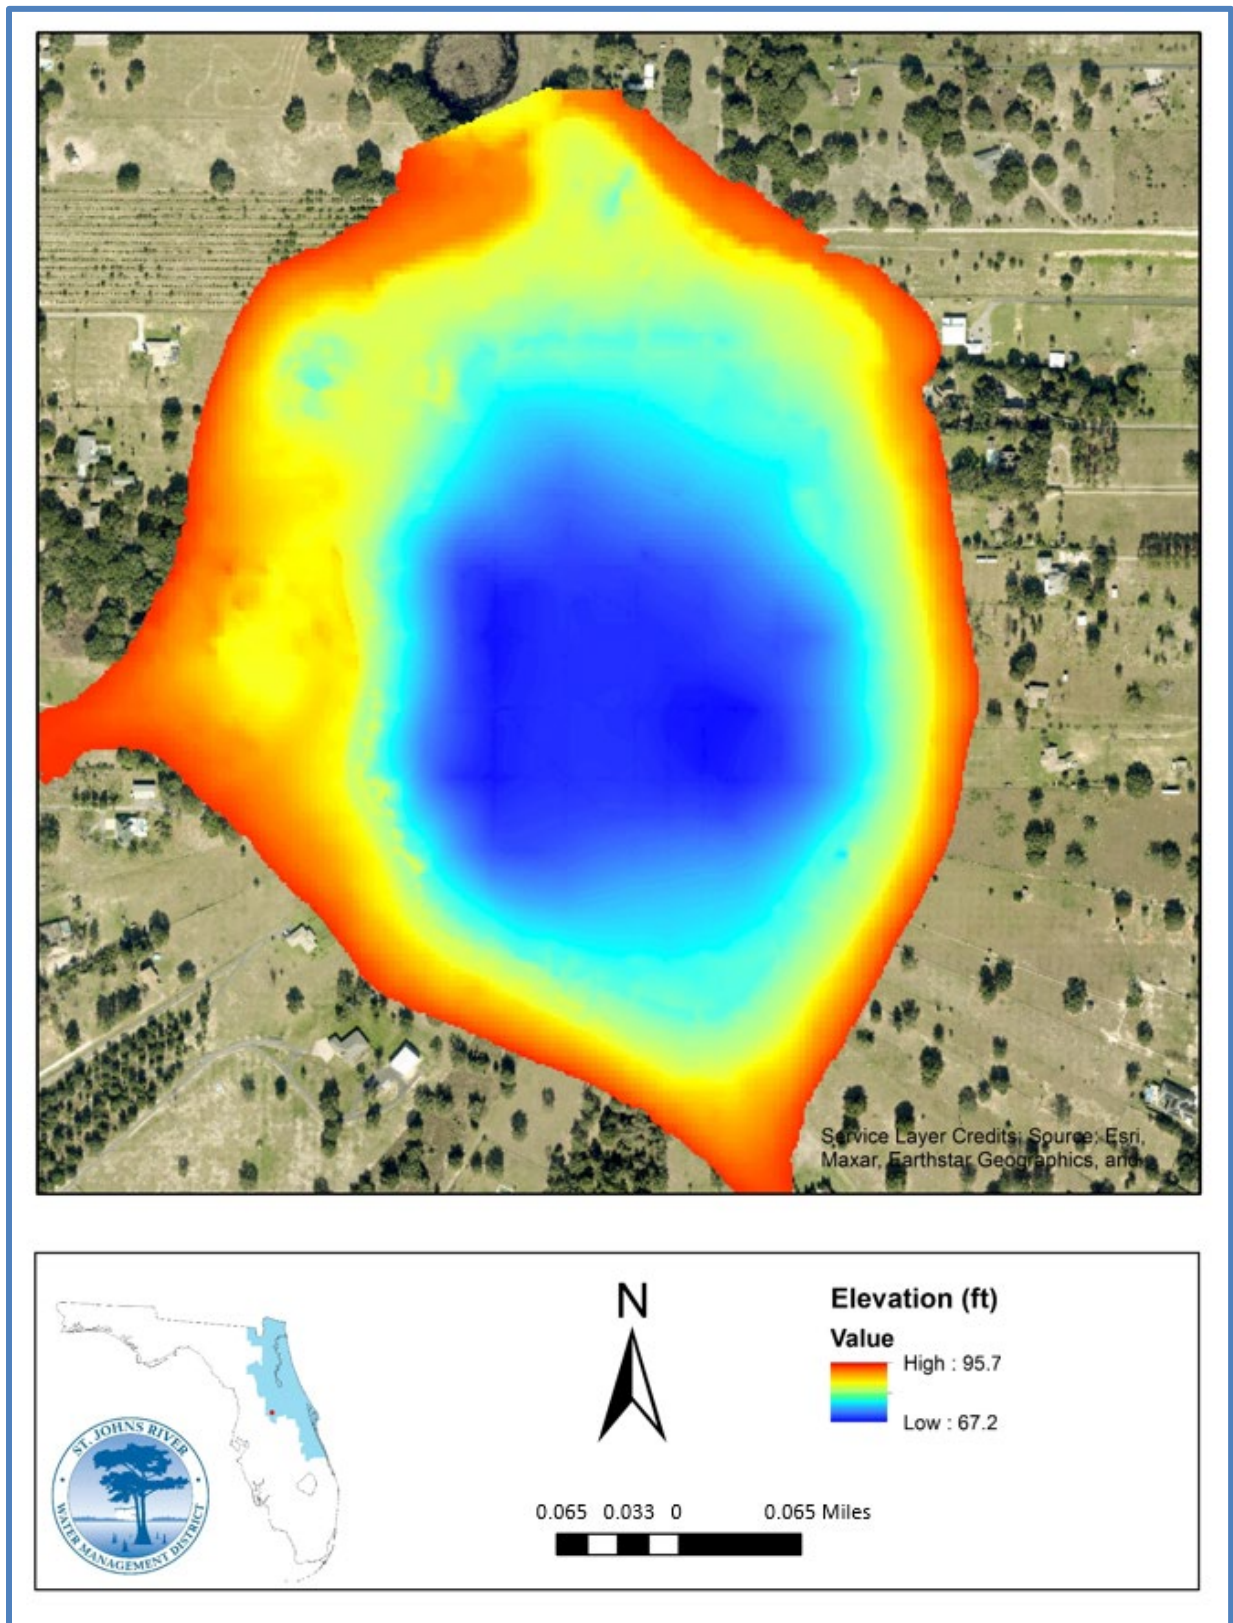 Service Layer Credits: Source: Esri,
Maxar, Earthstar Geographics, and
N
Elevation (ft)
Value
High : 95.7
Low : 67.2
ST. JOHNS RIVER
WATER MANAGEMENT DISTRICT
0.065 0.033 0 0.065 Miles